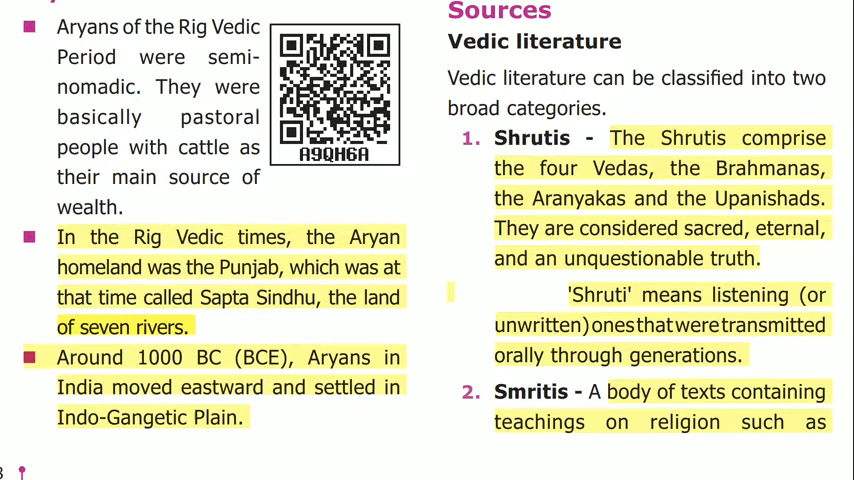 Aryans of the Rig Vedic
Period were semi-
nomadic. They were
basically pastoral
people with cattle as
their main source of
wealth.
A9QH6A
In the Rig Vedic times, the Aryan
homeland was the Punjab, which was at
that time called Sapta Sindhu, the land
of seven rivers.
Around 1000 BC (BCE), Aryans in
India moved eastward and settled in
Indo-Gangetic Plain.
Sources
Vedic literature
Vedic literature can be classified into two
broad categories.
1. Shrutis - The Shrutis comprise
the four Vedas, the Brahmanas,
the Aranyakas and the Upanishads.
They are considered sacred, eternal,
and an unquestionable truth.
'Shruti' means listening (or
unwritten) ones that were transmitted
orally through generations.
2. Smritis - A body of texts containing
teachings on religion such as